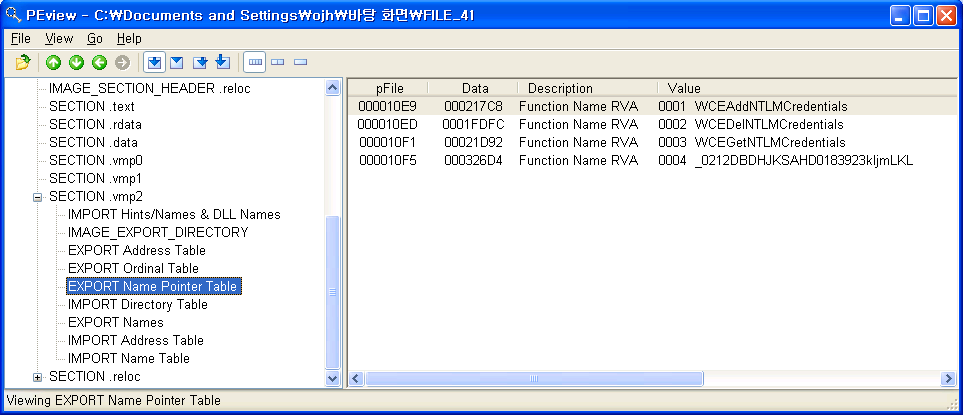 PEview - C:₩Documents and Settings₩ojh₩바탕 화면₩FILE_41
File View Go Help
IMAGE_SECTION_HEADER .reloc
SECTION .text
SECTION .rdata
SECTION .data
SECTION .vmp0
SECTION .vmp1
SECTION .vmp2
IMPORT Hints/Names & DLL Names
IMAGE_EXPORT_DIRECTORY
EXPORT Address Table
EXPORT Ordinal Table
EXPORT Name Pointer Table
IMPORT Directory Table
EXPORT Names
IMPORT Address Table
IMPORT Name Table
SECTION .reloc
pFile Data Description Value
000010E9 000217C8 Function Name RVA 0001 WCEAddNTLMCredentials
000010ED 0001FDFC Function Name RVA 0002 WCEDelNTLMCredentials
000010F1 00021D92 Function Name RVA 0003 WCEGetNTLMCredentials
000010F5 000326D4 Function Name RVA 0004 _0212DBDHJKSAHD0183923kljmLKL
Viewing EXPORT Name Pointer Table